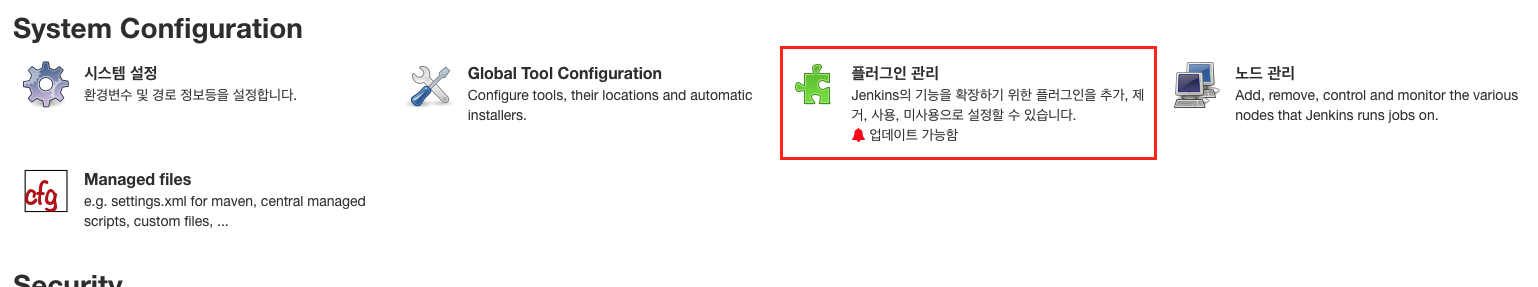 System Configuration
시스템 설정
환경변수 및 경로 정보등을 설정합니다.
Global Tool Configuration
Configure tools, their locations and automatic
installers.
플러그인 관리
Jenkins의 기능을 확장하기 위한 플러그인을 추가, 제
거, 사용, 미사용으로 설정할 수 있습니다.
업데이트 가능함
노드 관리
Add, remove, control and monitor the various
nodes that Jenkins runs jobs on.
cfg
Managed files
e.g. settings.xml for maven, central managed
scripts, custom files, ...
Security